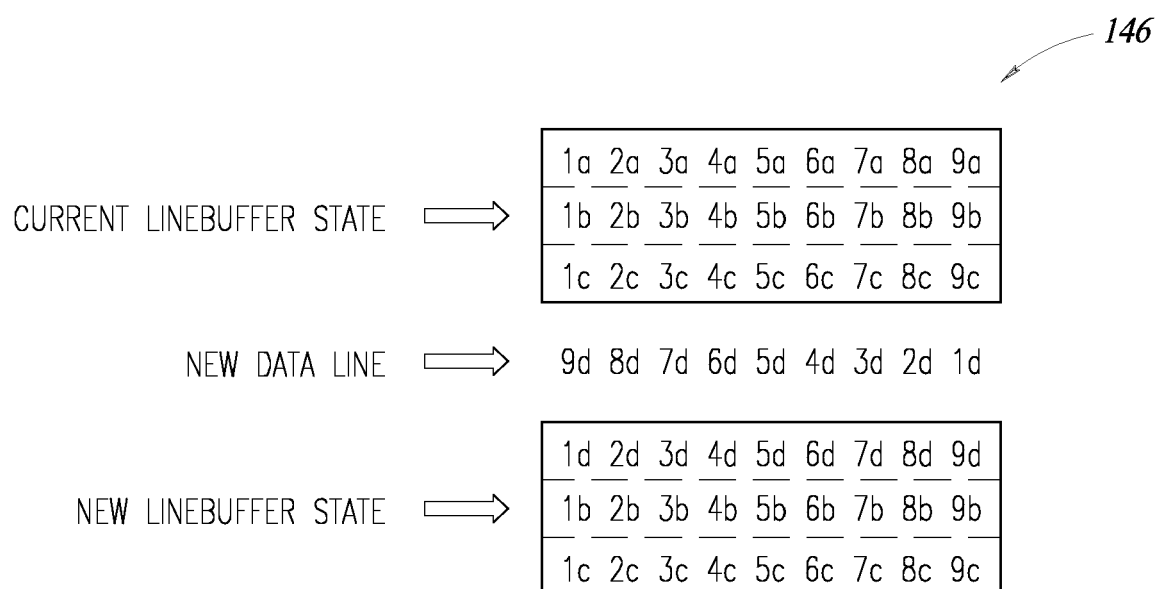 146
1a 2a 3a 4a 5a 6a 7a 8a 9a
CURRENT LINEBUFFER STATE 1b 2b 3b 4b 5b 6b 7b 8b 9b
1c 2c 3c 4c 5c 6c 7c 8c 9c
NEW DATA LINE 9d 8d 7d 6d 5d 4d 3d 2d 1d
1d 2d 3d 4d 5d 6d 7d 8d 9d
NEW LINEBUFFER STATE 1b 2b 3b 4b 5b 6b 7b 8b 9b
1c 2c 3c 4c 5c 6c 7c 8c 9c